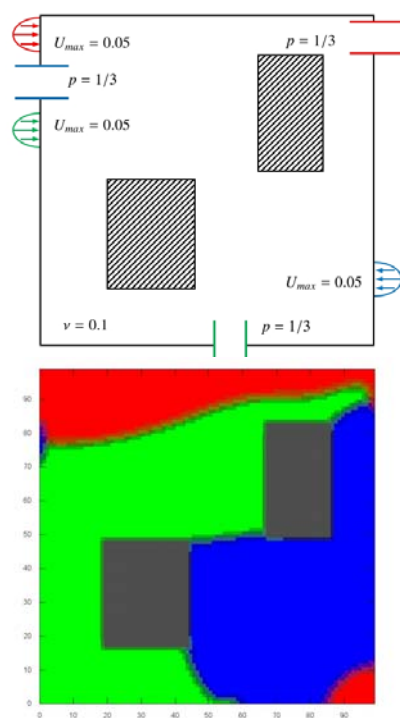 U_max = 0.05
p = 1/3
p = 1/3
U_max = 0.05
U_max = 0.05
ν = 0.1
p = 1/3
90
80
70
60
50
40
30
20
10
0
0 10 20 30 40 50 60 70 80 90